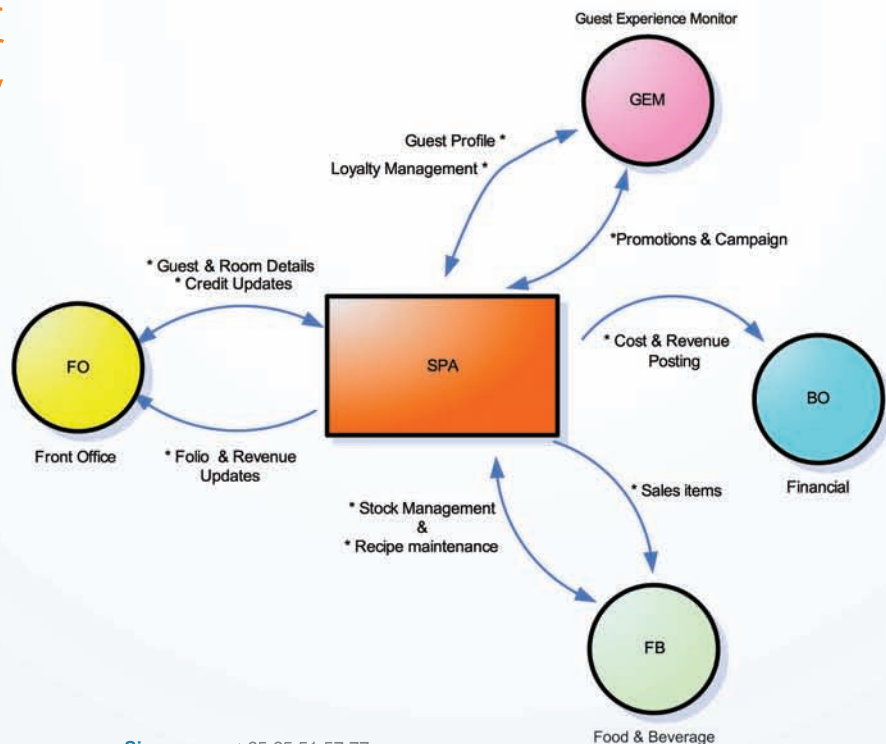 Guest Experience Monitor
GEM
Guest Profile *
Loyalty Management *
*Promotions & Campaign
* Guest & Room Details
* Credit Updates
SPA
* Cost & Revenue
Posting
FO
BO
Front Office
* Folio & Revenue
Updates
Financial
* Sales items
* Stock Management
&
* Recipe maintenance
FB
Food & Beverage